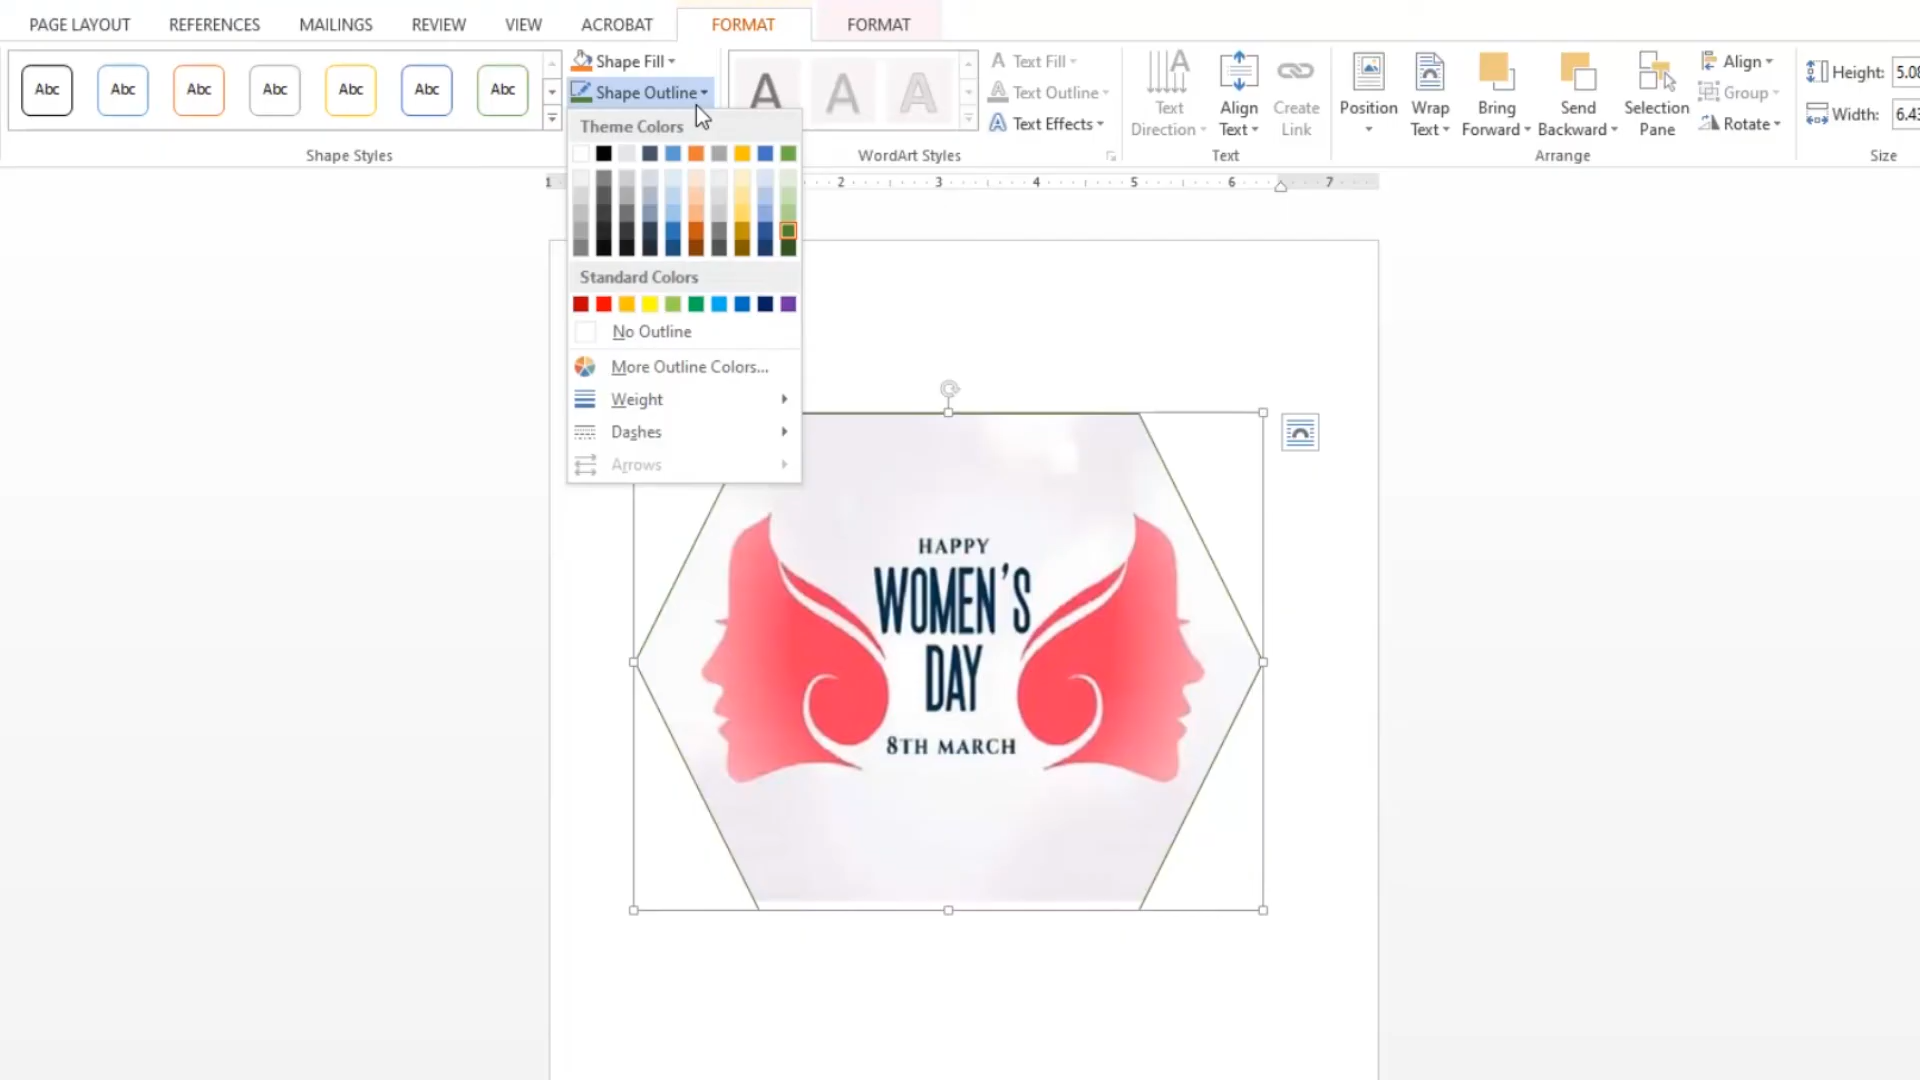 PAGE LAYOUT REFERENCES MAILINGS REVIEW VIEW ACROBAT FORMAT FORMAT
Abc Abc Abc Abc Abc Abc Abc
Shape Fill
Shape Outline
A A A
Text Fill
Text Outline
Text Effects
Text Direction
Align Text
Create Link
Position
Wrap Text
Bring Forward
Send Backward
Selection Pane
Align
Group
Rotate
Height: 5.08
Width: 6.43
Shape Styles WordArt Styles Text Arrange Size
Theme Colors
Standard Colors
No Outline
More Outline Colors...
Weight
Dashes
Arrows
1 2 3 4 5 6 7
HAPPY
WOMEN'S
DAY
8TH MARCH